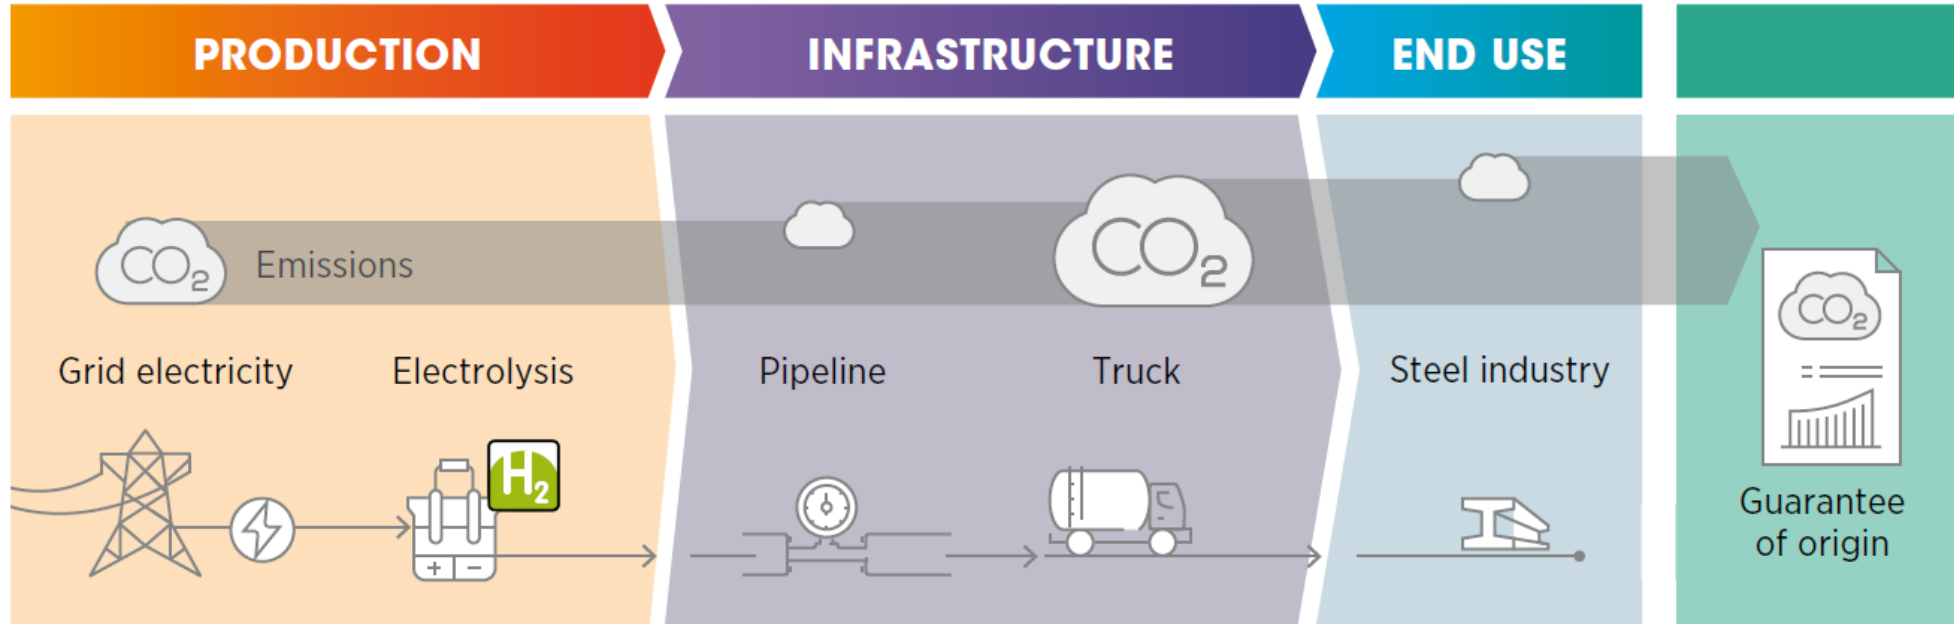 PRODUCTION
INFRASTRUCTURE
END USE
CO2
Emissions
CO2
CO2
Grid electricity
Electrolysis
Pipeline
Truck
Steel industry
H2
+ −
Guarantee
of origin